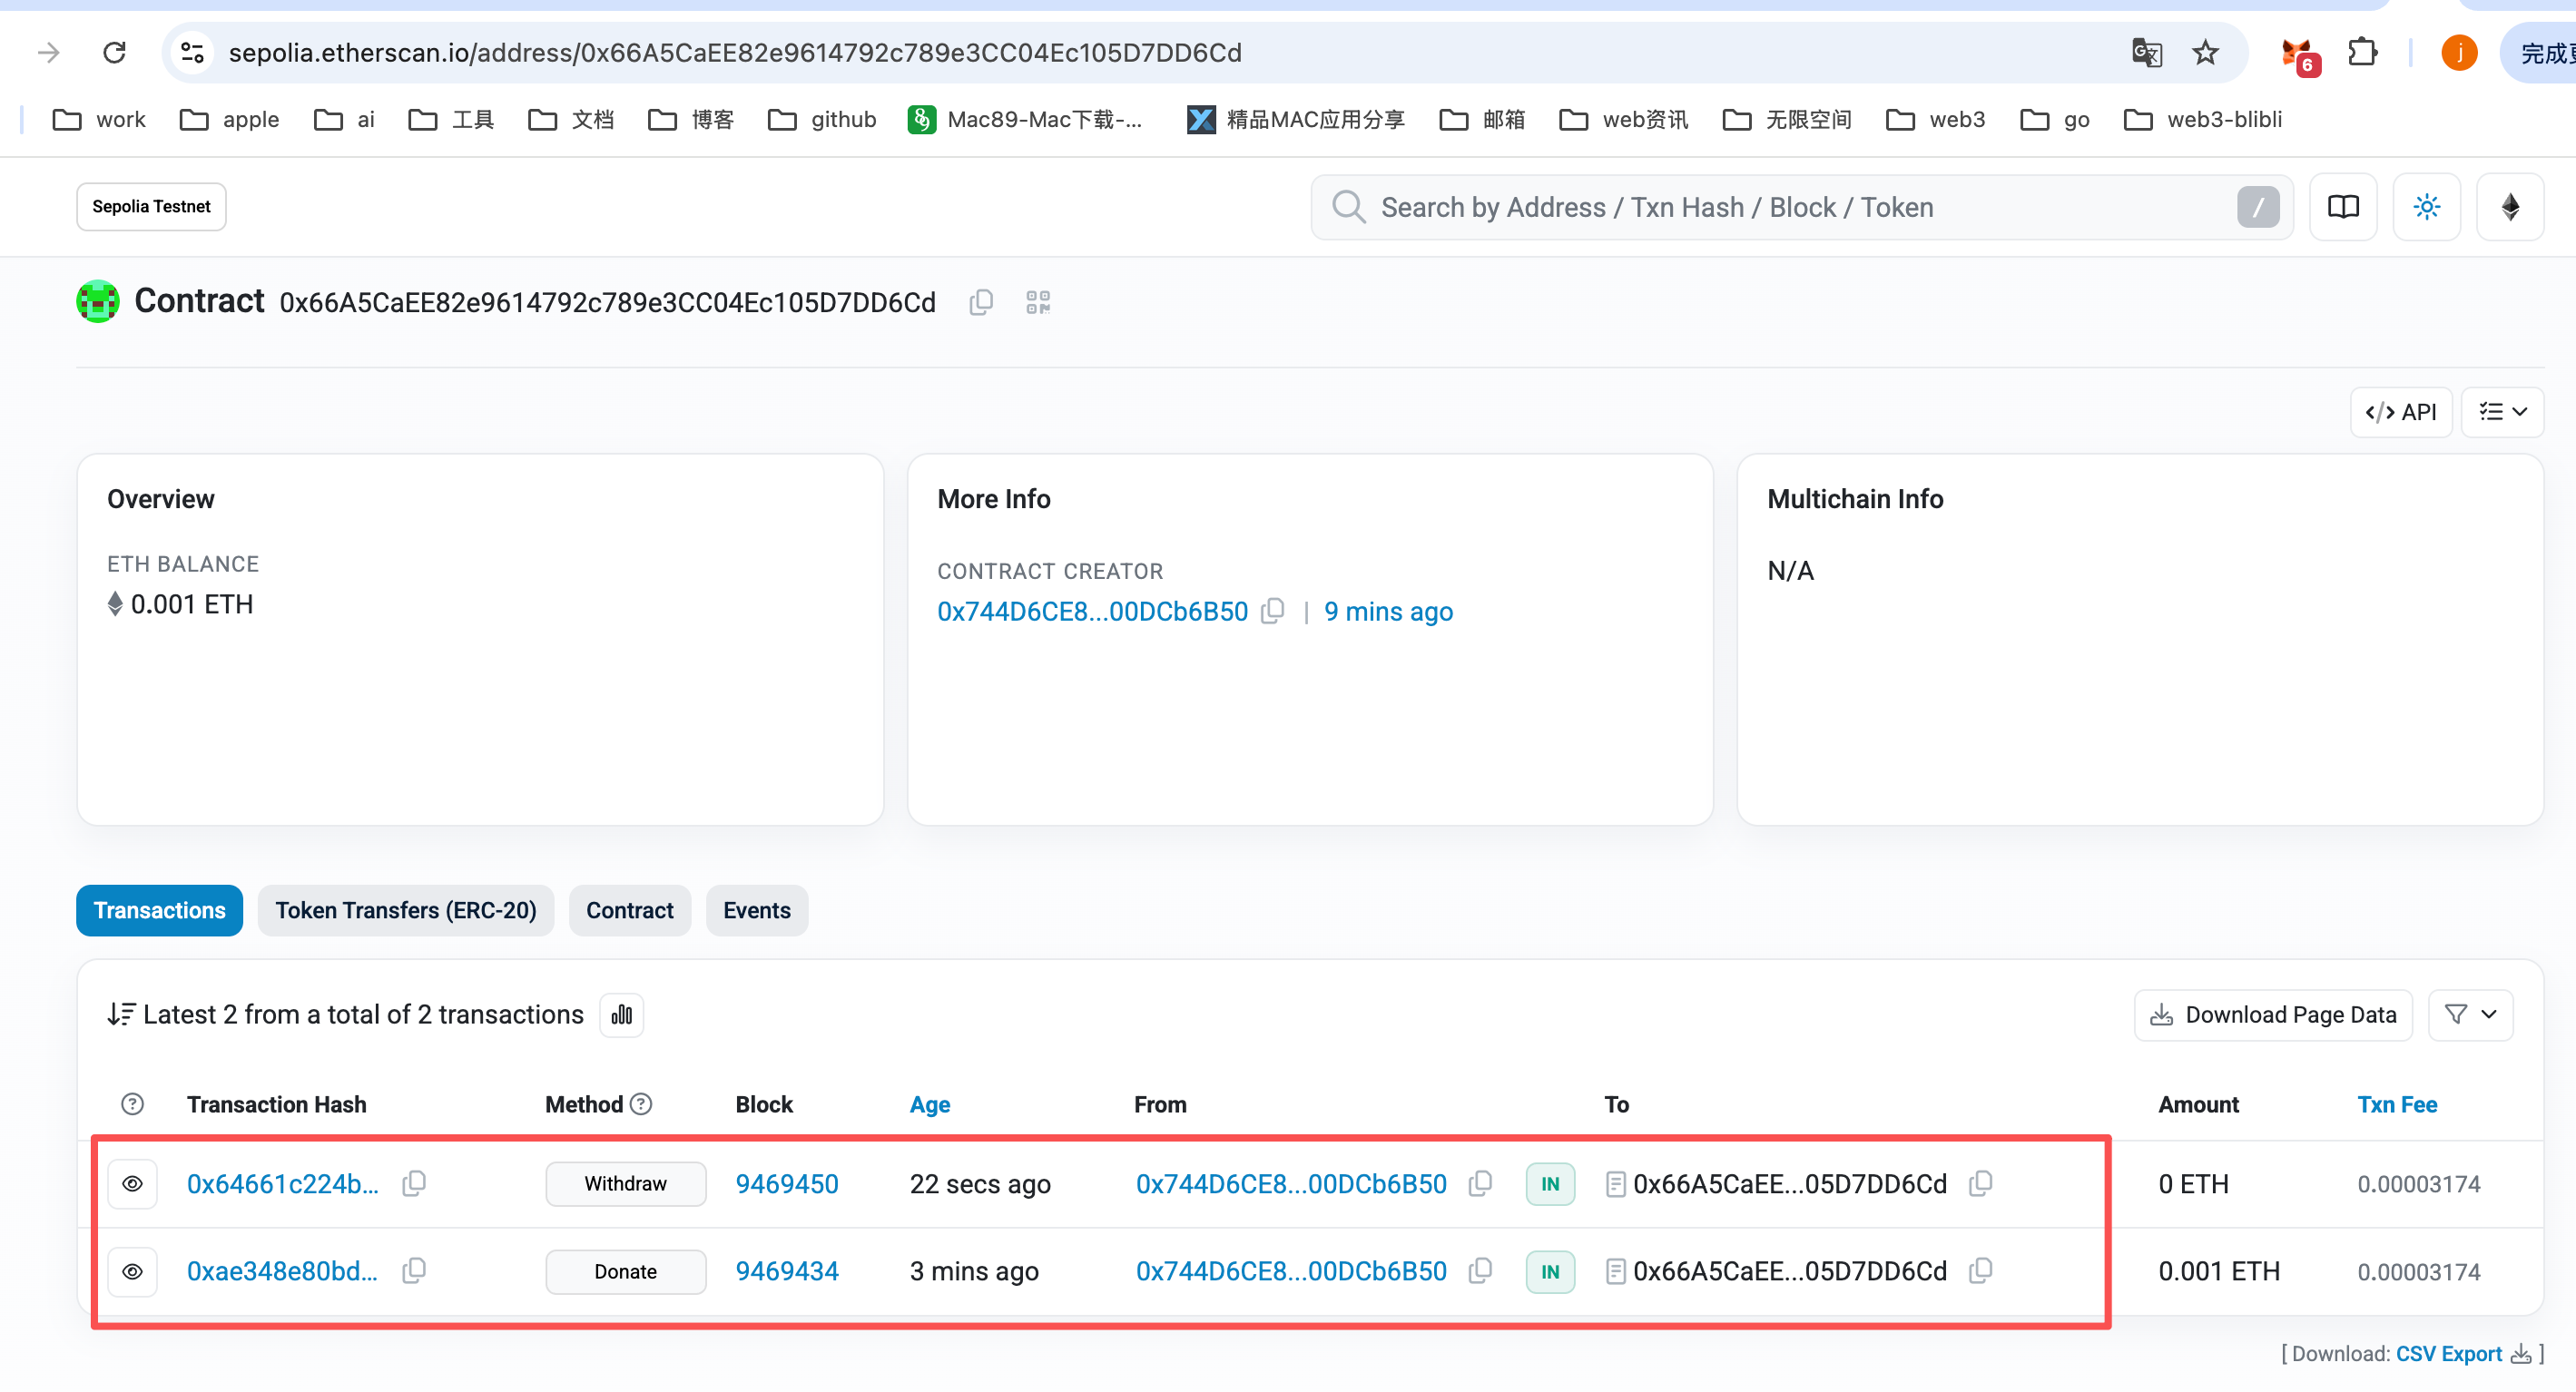 sepolia.etherscan.io/address/0x66A5CaEE82e9614792c789e3CC04Ec105D7DD6Cd
6
j
work apple ai 工具 文档 博客 github Mac89-Mac下载-... 精品MAC应用分享 邮箱 web资讯 无限空间 web3 go web3-blibli
Sepolia Testnet
Search by Address / Txn Hash / Block / Token
/
Contract 0x66A5CaEE82e9614792c789e3CC04Ec105D7DD6Cd
</> API
Overview
ETH BALANCE
0.001 ETH
More Info
CONTRACT CREATOR
0x744D6CE8...00DCb6B50 | 9 mins ago
Multichain Info
N/A
Transactions Token Transfers (ERC-20) Contract Events
Latest 2 from a total of 2 transactions
Download Page Data
Transaction Hash Method Block Age From To Amount Txn Fee
0x64661c224b... Withdraw 9469450 22 secs ago 0x744D6CE8...00DCb6B50 IN 0x66A5CaEE...05D7DD6Cd 0 ETH 0.00003174
0xae348e80bd... Donate 9469434 3 mins ago 0x744D6CE8...00DCb6B50 IN 0x66A5CaEE...05D7DD6Cd 0.001 ETH 0.00003174
[ Download: CSV Export ]